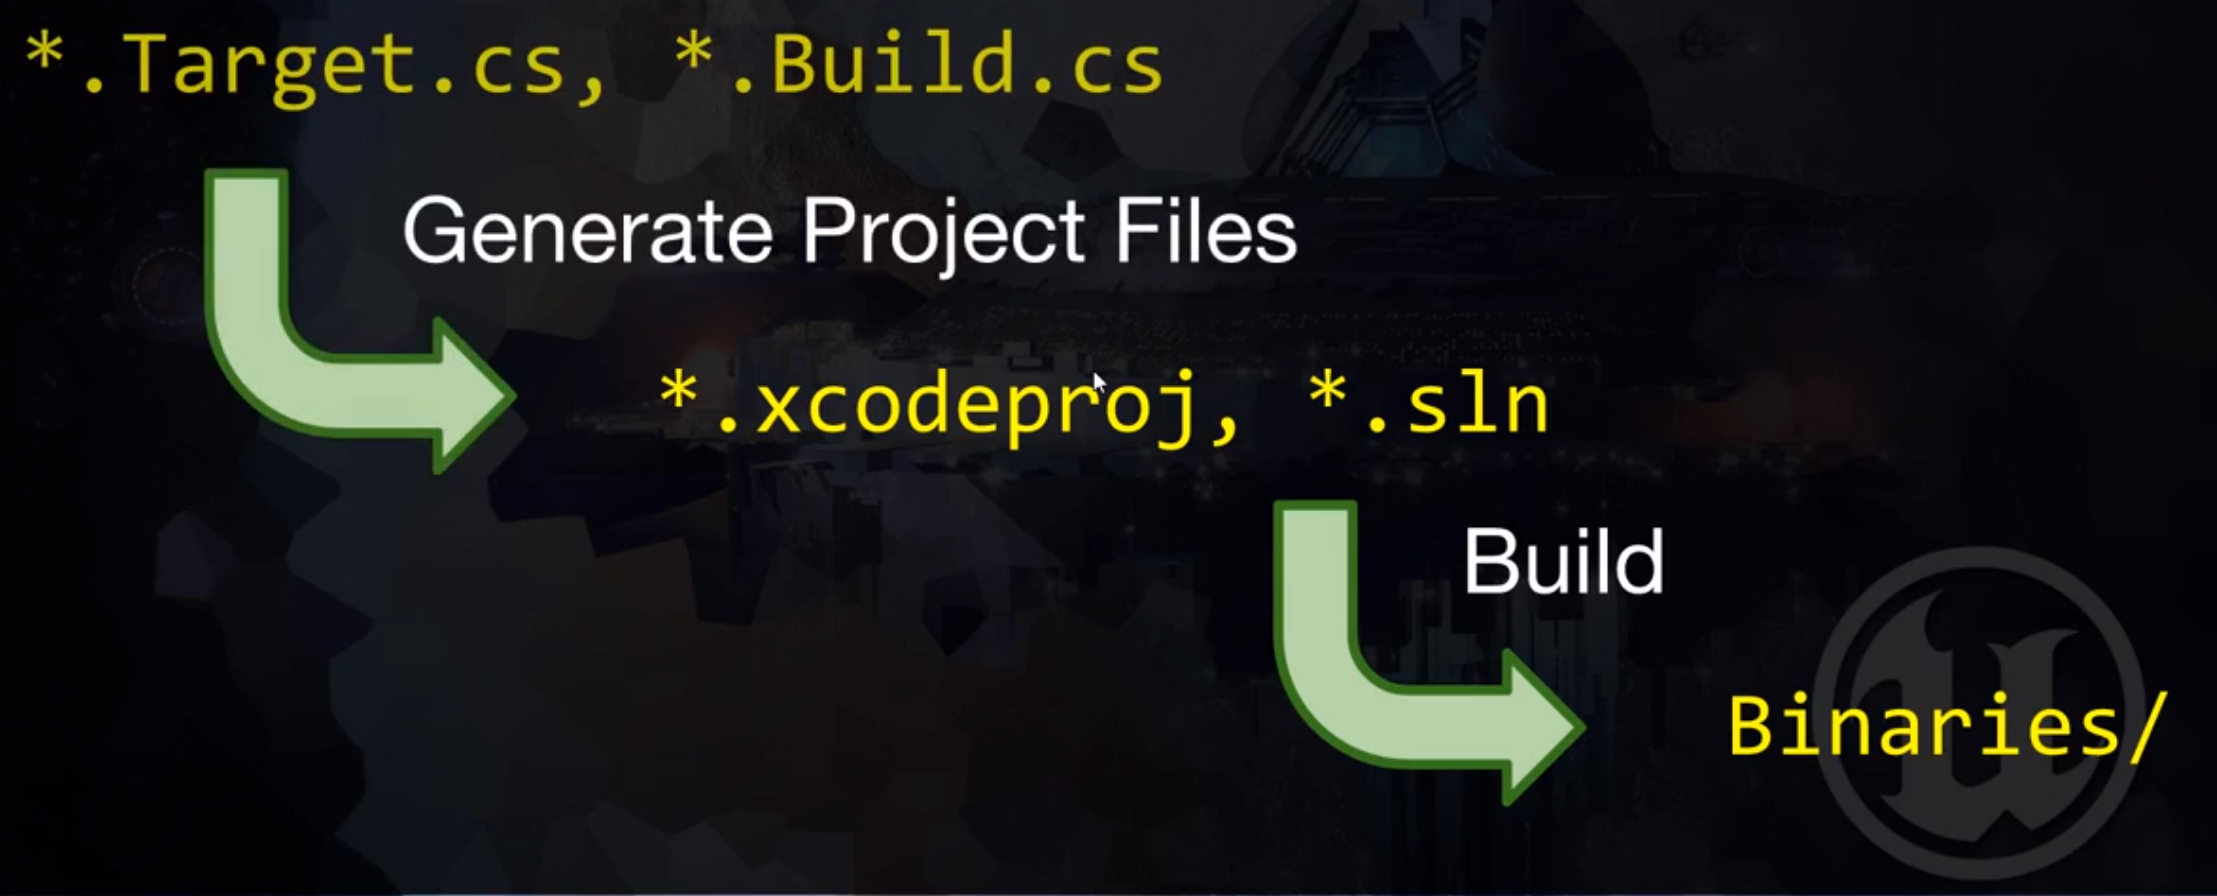 *.Target.cs, *.Build.cs
Generate Project Files
*.xcodeproj, *.sln
Build
Binaries/